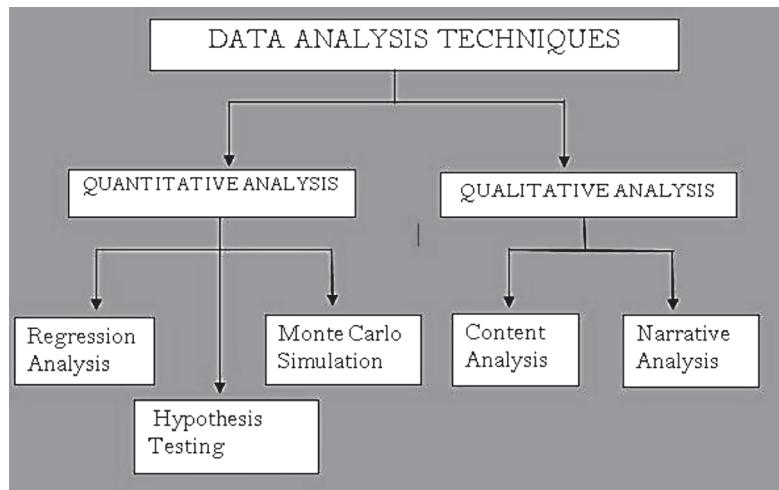 DATA ANALYSIS TECHNIQUES
QUANTITATIVE ANALYSIS
QUALITATIVE ANALYSIS
Regression
Analysis
Hypothesis
Testing
Monte Carlo
Simulation
Content
Analysis
Narrative
Analysis